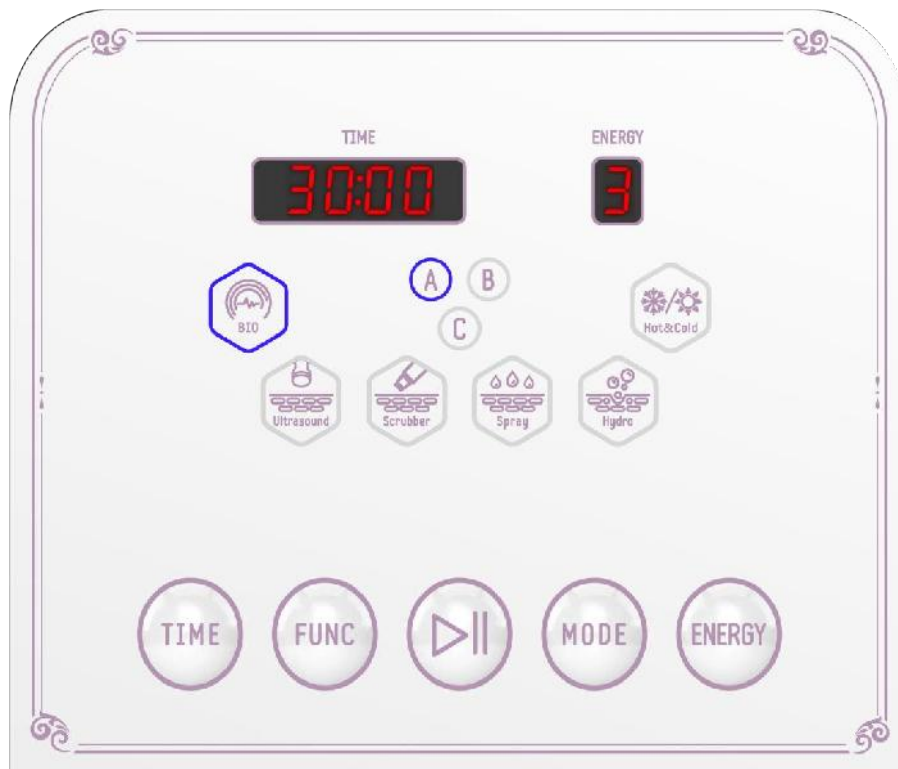 TIME
ENERGY
30:00
3
BIO
A
B
C
Hot&Cold
Ultrasound
Scrubber
Spray
Hydro
TIME
FUNC
MODE
ENERGY